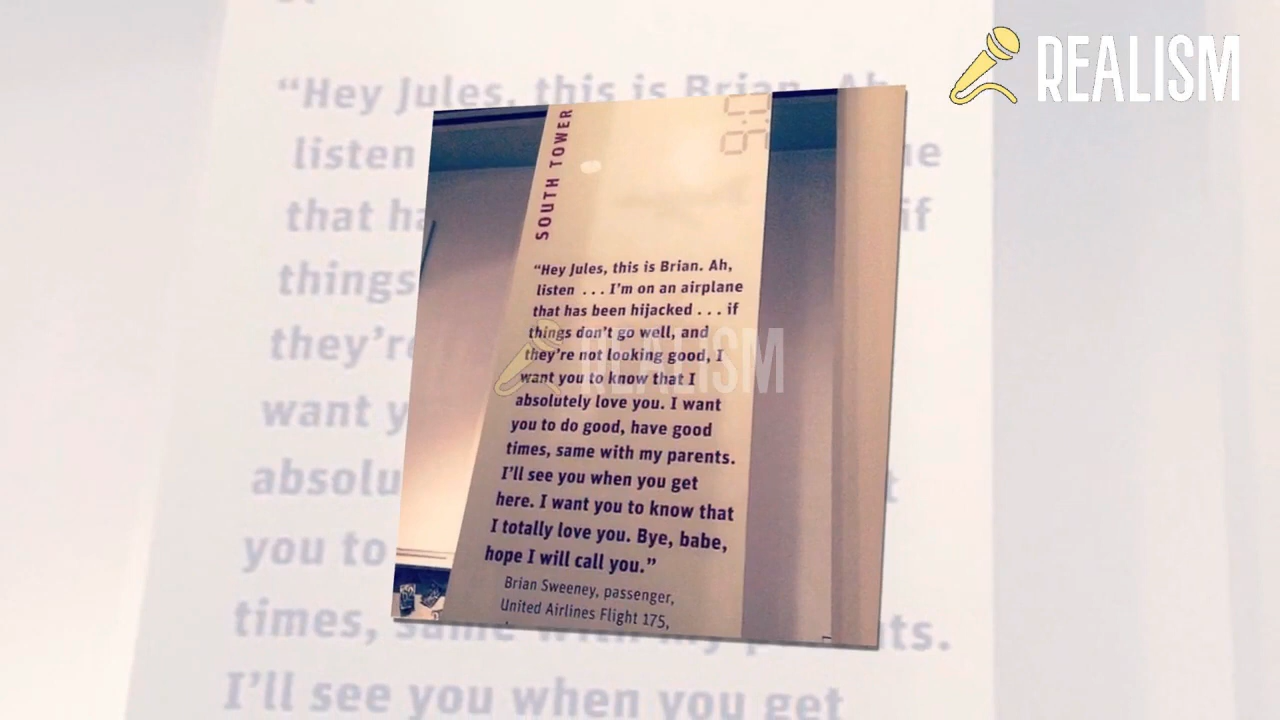 REALISM
SOUTH TOWER
“Hey Jules, this is Brian. Ah,
listen . . . I’m on an airplane
that has been hijacked . . . if
things don’t go well, and
they’re not looking good, I
want you to know that I
absolutely love you. I want
you to do good, have good
times, same with my parents.
I’ll see you when you get
here. I want you to know that
I totally love you. Bye, babe,
hope I will call you.”
Brian Sweeney, passenger,
United Airlines Flight 175,
REALISM
“Hey Jules, this is Brian. Ah,
listen
that
if
things
they’re
want
you to
times, same with my
I’ll see you when you get